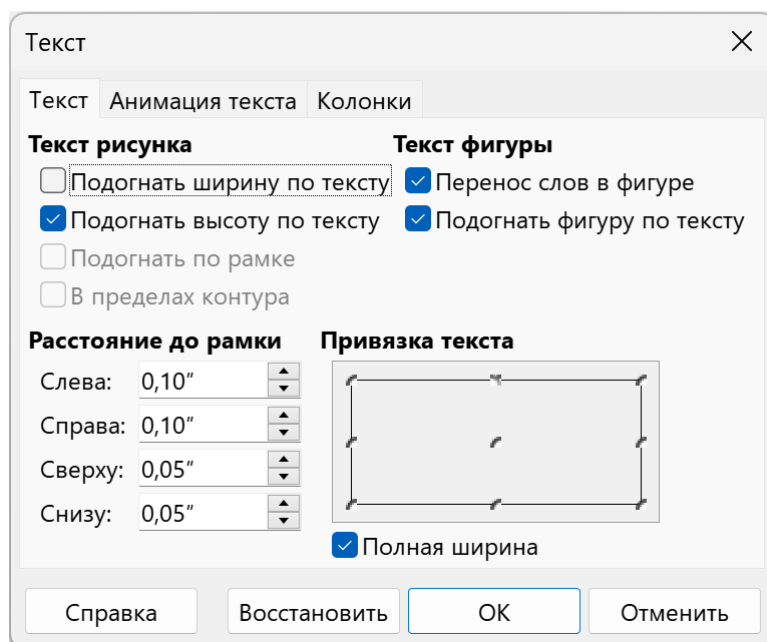 Текст
Текст Анимация текста Колонки
Текст рисунка Текст фигуры
Подогнать ширину по тексту Перенос слов в фигуре
Подогнать высоту по тексту Подогнать фигуру по тексту
Подогнать по рамке
В пределах контура
Расстояние до рамки Привязка текста
Слева: 0,10″
Справа: 0,10″
Сверху: 0,05″
Снизу: 0,05″
Полная ширина
Справка Восстановить ОК Отменить